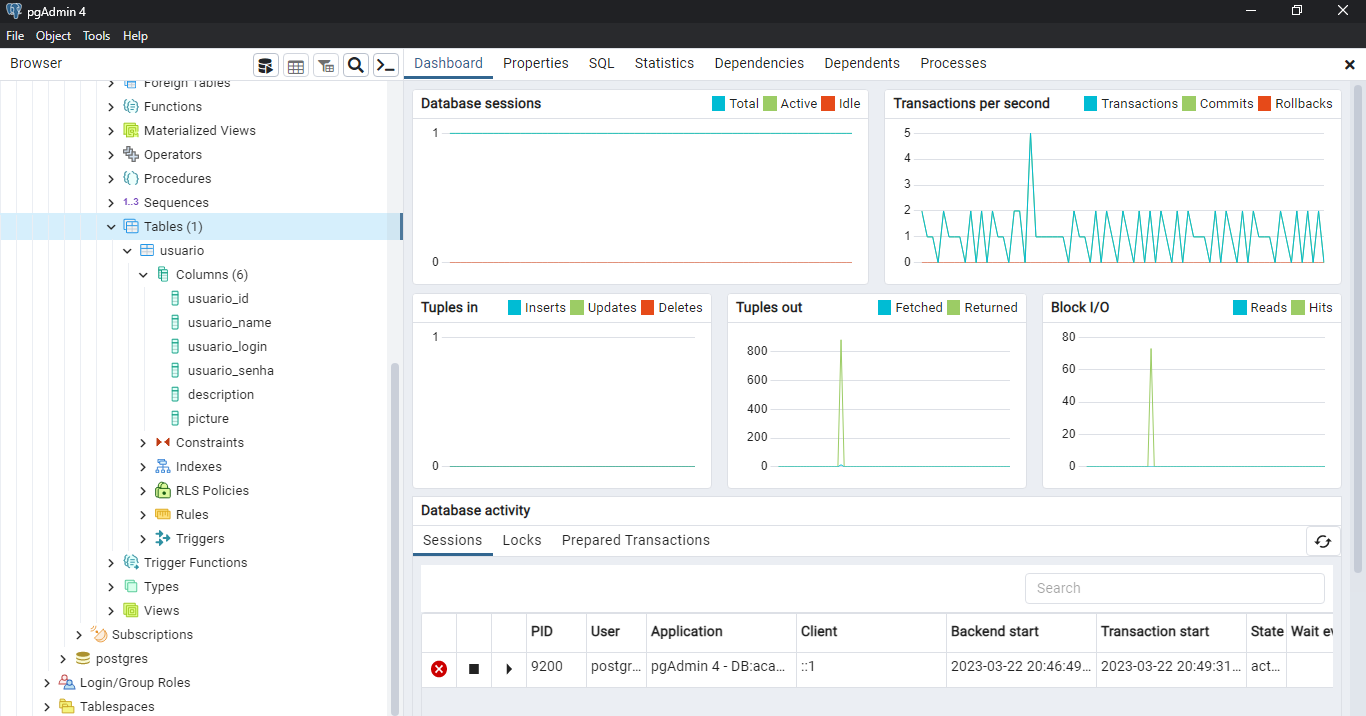 pgAdmin 4
File Object Tools Help
Browser
Foreign Tables
Functions
Materialized Views
Operators
Procedures
1..3 Sequences
Tables (1)
usuario
Columns (6)
usuario_id
usuario_name
usuario_login
usuario_senha
description
picture
Constraints
Indexes
RLS Policies
Rules
Triggers
Trigger Functions
Types
Views
Subscriptions
postgres
Login/Group Roles
Tablespaces
Dashboard Properties SQL Statistics Dependencies Dependents Processes
Database sessions Total Active Idle
1
0
Transactions per second Transactions Commits Rollbacks
5
4
3
2
1
0
Tuples in Inserts Updates Deletes
1
0
Tuples out Fetched Returned
800
600
400
200
0
Block I/O Reads Hits
80
60
40
20
0
Database activity
Sessions Locks Prepared Transactions
Search
PID User Application Client Backend start Transaction start State Wait ev
9200 postgr... pgAdmin 4 - DB:aca... ::1 2023-03-22 20:46:49... 2023-03-22 20:49:31... act...